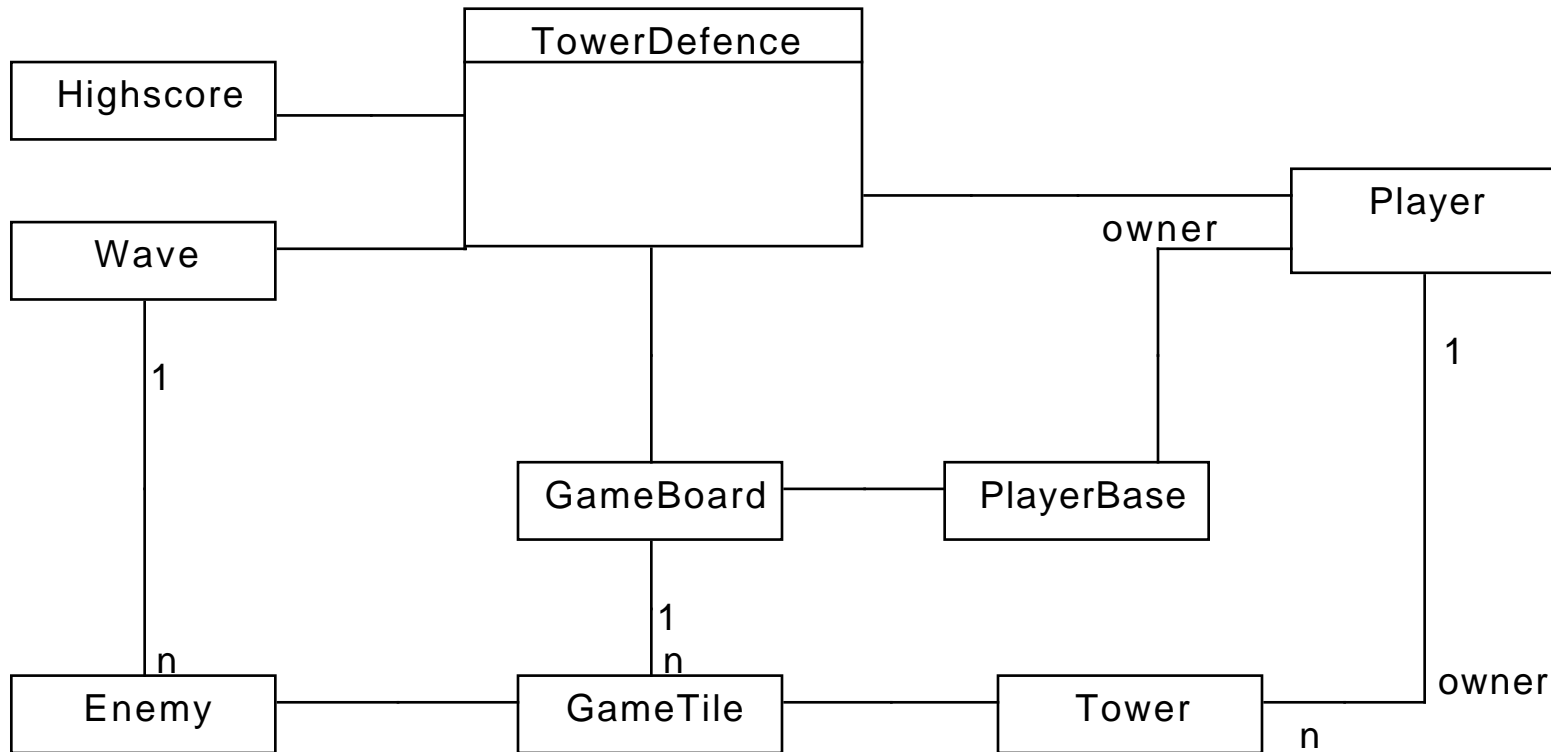 TowerDefence
Highscore
Player
owner
Wave
1
1
GameBoard
PlayerBase
1
n
n
owner
Enemy
GameTile
Tower
n